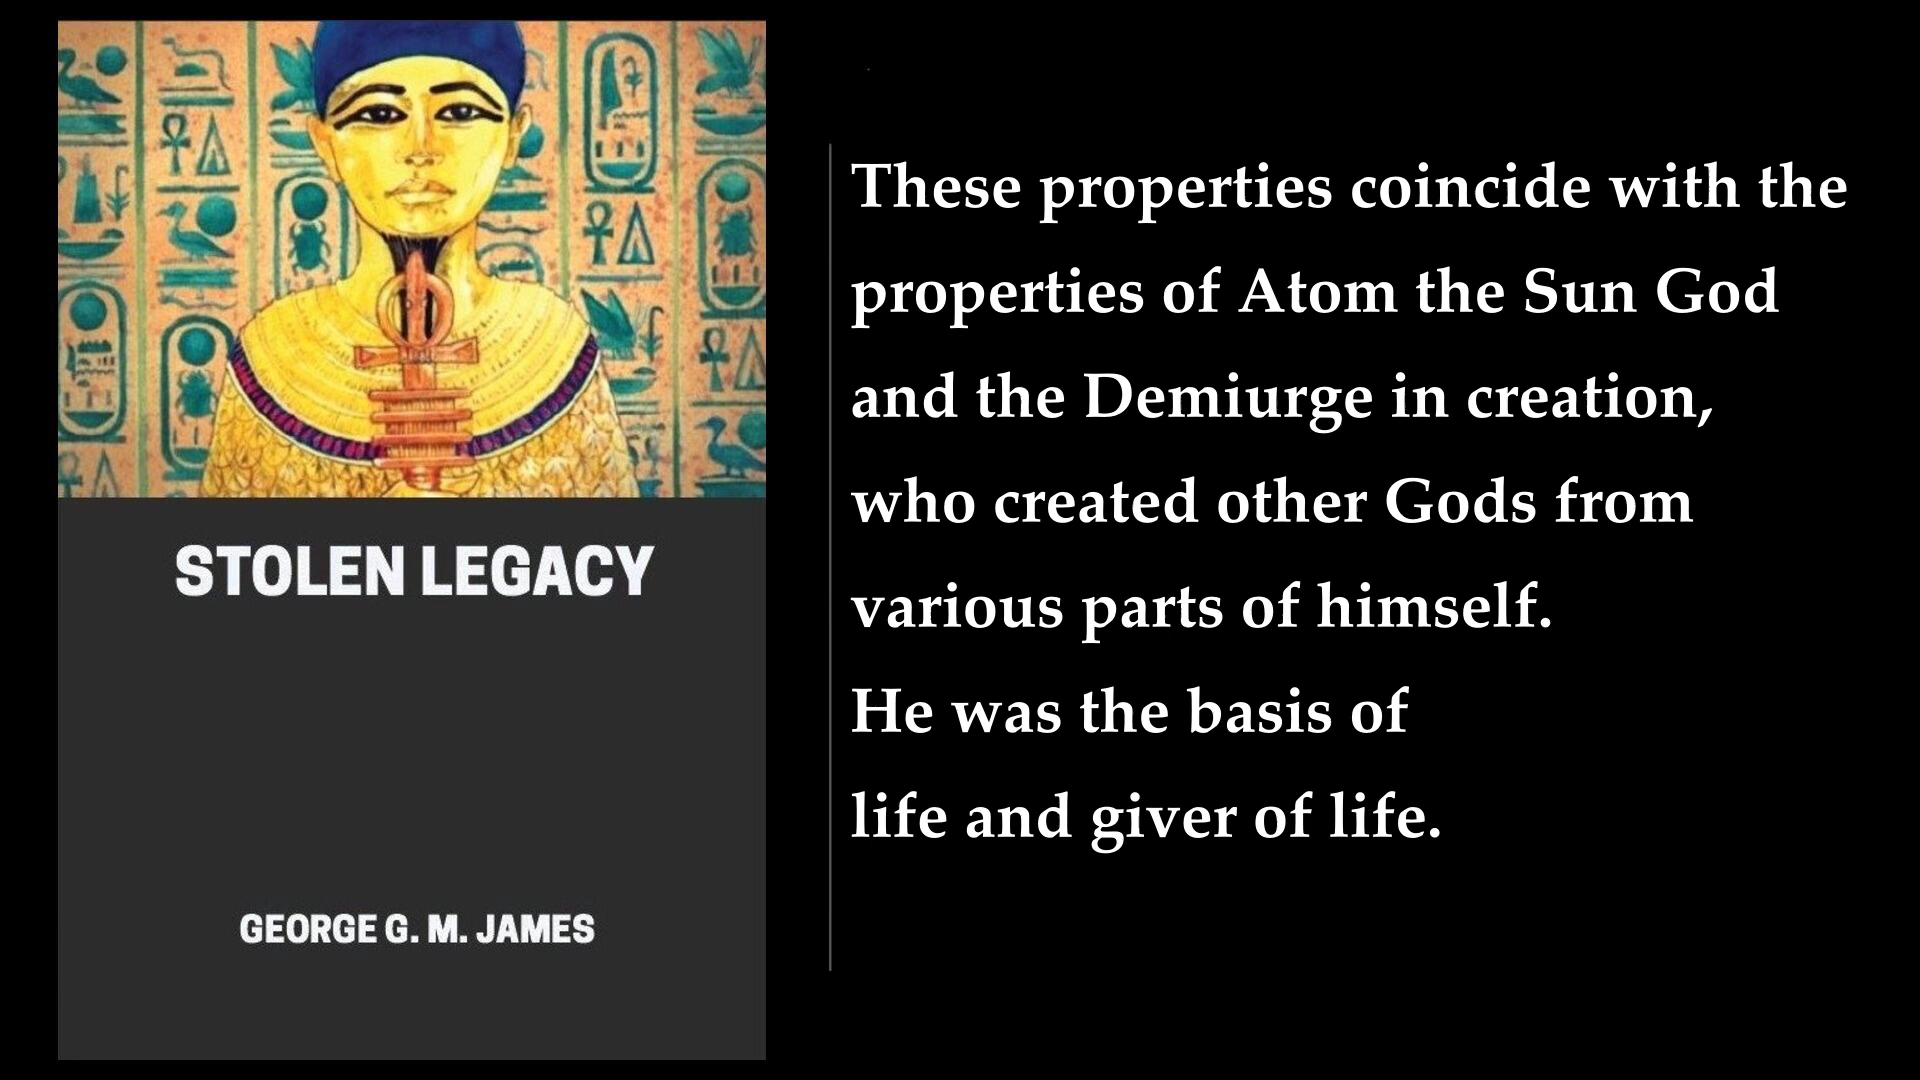 STOLEN LEGACY
GEORGE G. M. JAMES
These properties coincide with the
properties of Atom the Sun God
and the Demiurge in creation,
who created other Gods from
various parts of himself.
He was the basis of
life and giver of life.